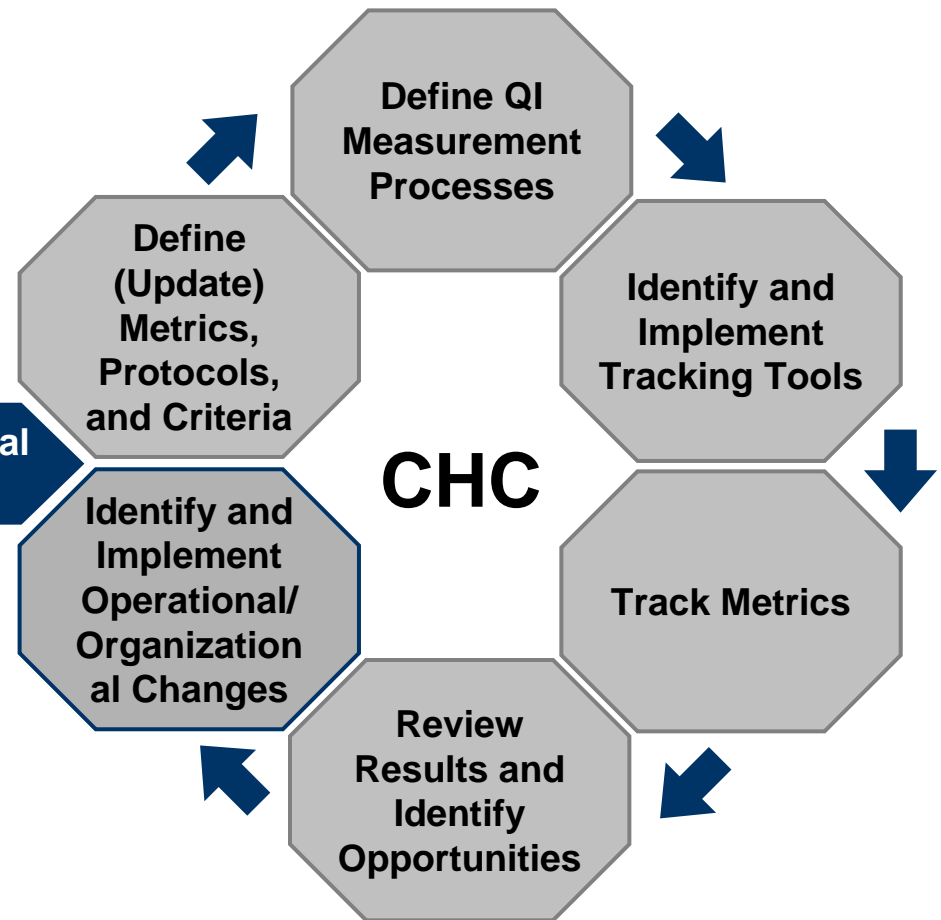 Define QI
Measurement
Processes
Define
(Update)
Metrics,
Protocols,
and Criteria
Identify and
Implement
Tracking Tools
al
CHC
Identify and
Implement
Operational/
Organization
al Changes
Track Metrics
Review
Results and
Identify
Opportunities